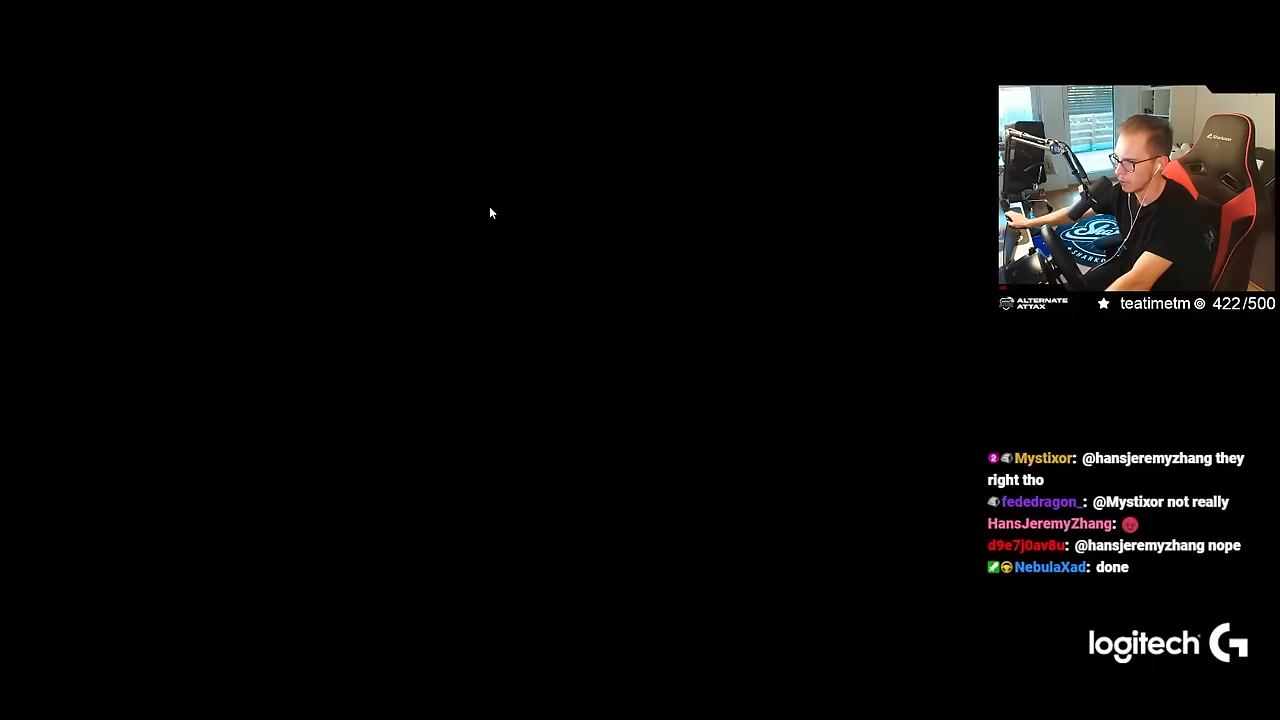 ALTERNATE
ATTAX
teatimetm 422/500
Mystixor: @hansjeremyzhang they
right tho
fededragon_: @Mystixor not really
HansJeremyZhang:
d9e7j0av8u: @hansjeremyzhang nope
NebulaXad: done
logitech G